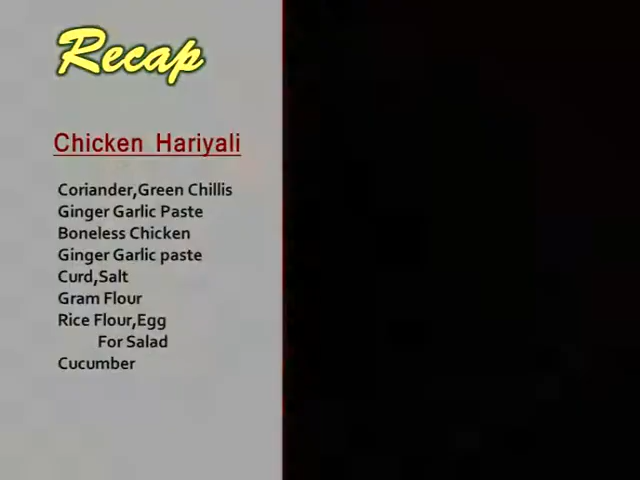 Recap
Chicken Hariyali
Coriander,Green Chillis
Ginger Garlic Paste
Boneless Chicken
Ginger Garlic paste
Curd,Salt
Gram Flour
Rice Flour,Egg
For Salad
Cucumber